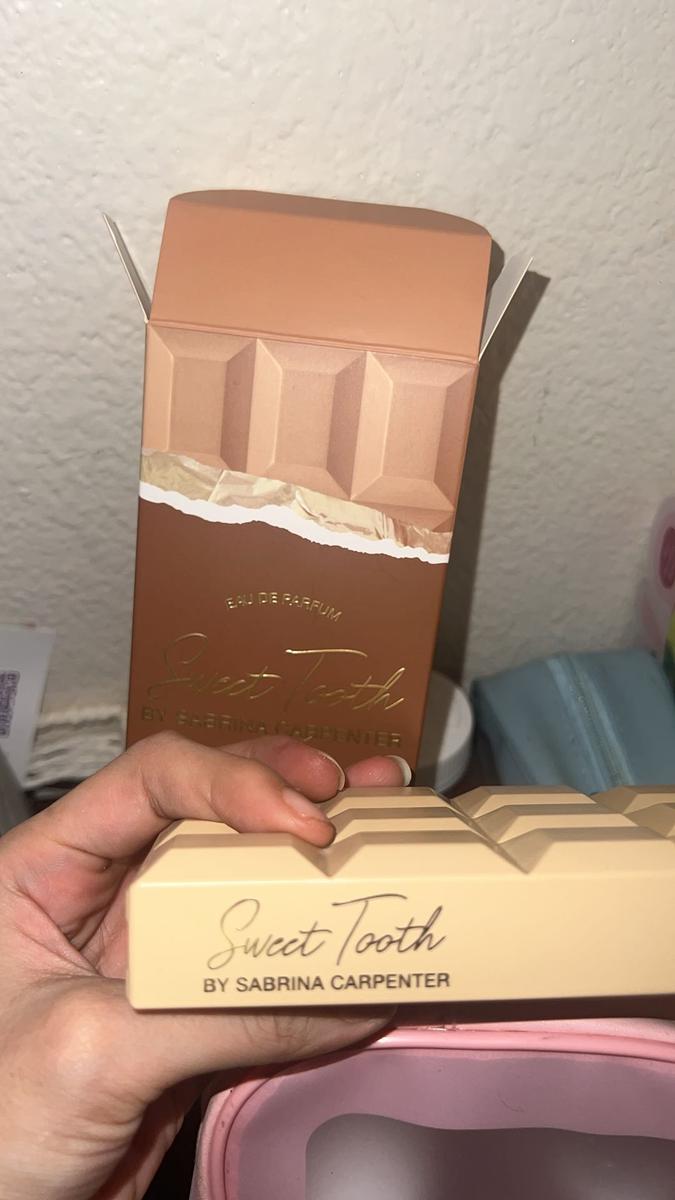 EAU DE PARFUM
Sweet Tooth
BY SABRINA CARPENTER
Sweet Tooth
BY SABRINA CARPENTER